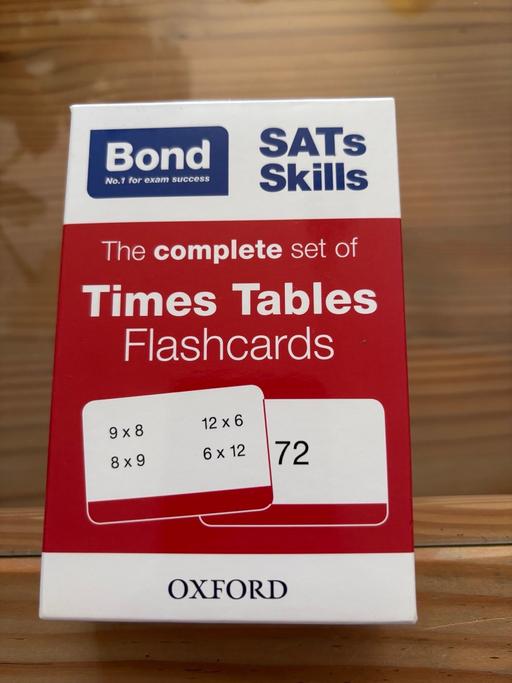 Bond
No.1 for exam success
SATs
Skills
The complete set of
Times Tables
Flashcards
9 x 8
12 x 6
8 x 9
6 x 12
72
OXFORD